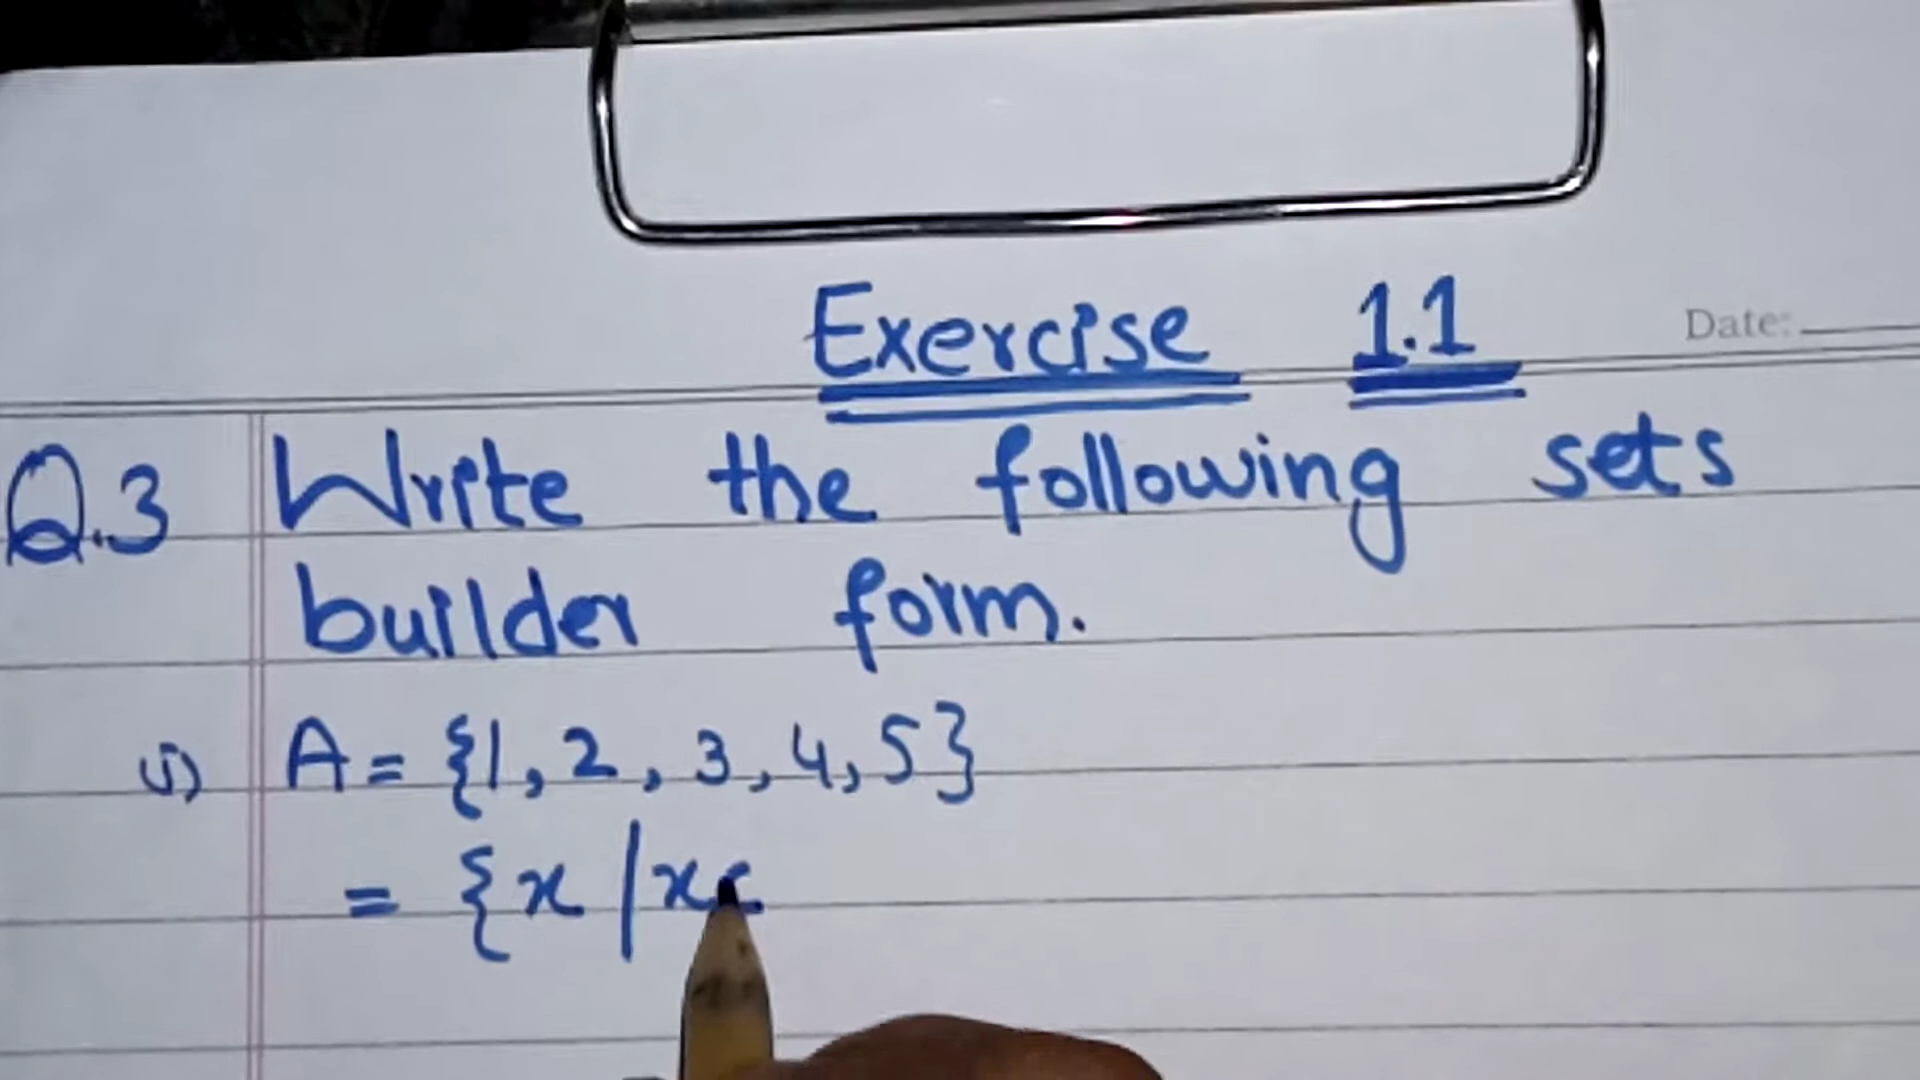 Exercise 1.1
Date:
Q.3 Write the following sets
builder form.
(i) A = {1, 2, 3, 4, 5}
= {x | x∈